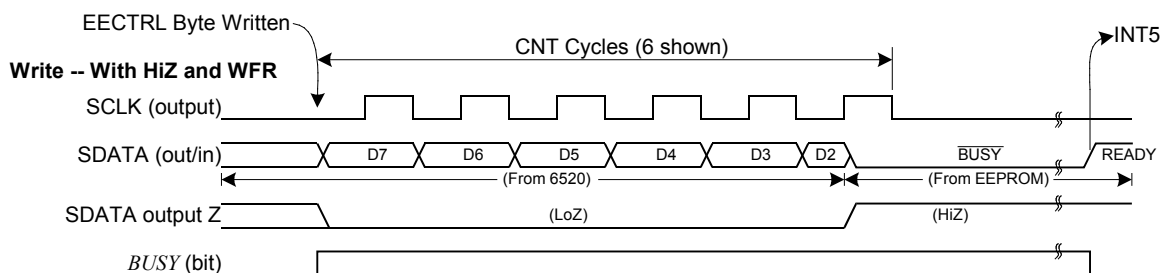 EECTRL Byte Written
INT5
CNT Cycles (6 shown)
Write -- With HiZ and WFR
SCLK (output)
SDATA (out/in) D7 D6 D5 D4 D3 D2 BUSY READY
(From 6520) (From EEPROM)
SDATA output Z (LoZ) (HiZ)
BUSY (bit)